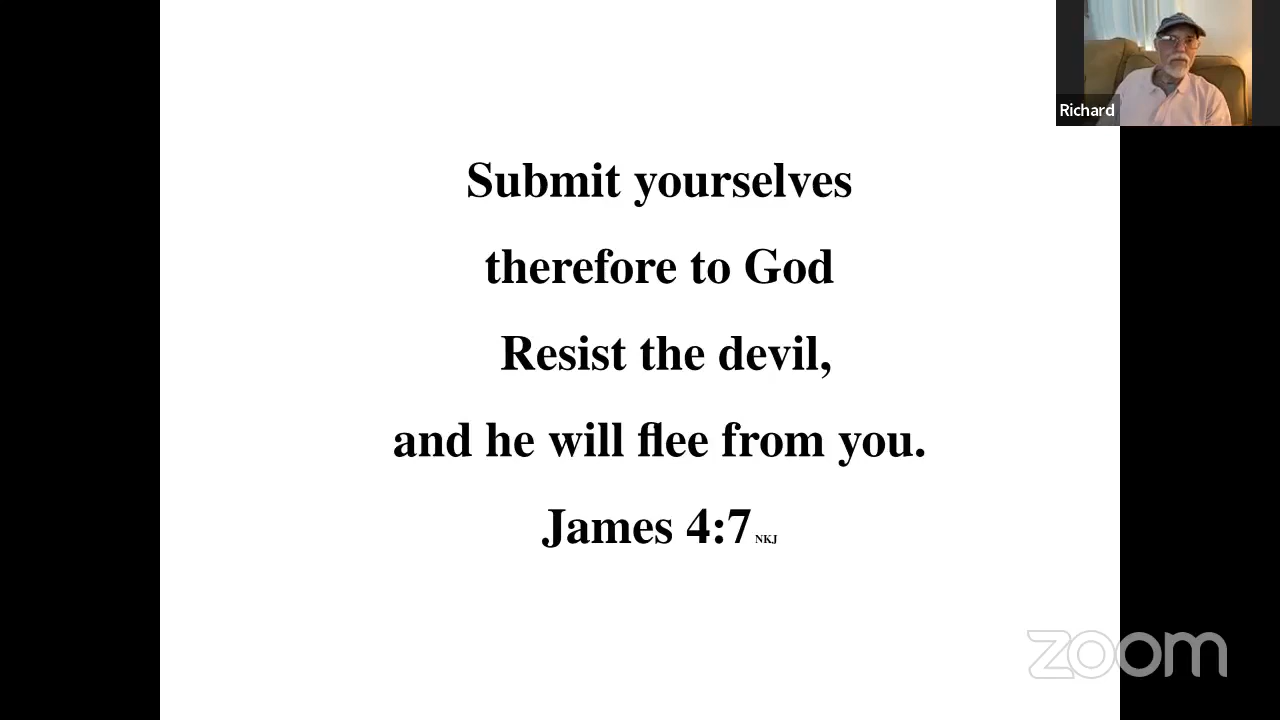 Richard
Submit yourselves
therefore to God
Resist the devil,
and he will flee from you.
James 4:7 NKJ
zoom